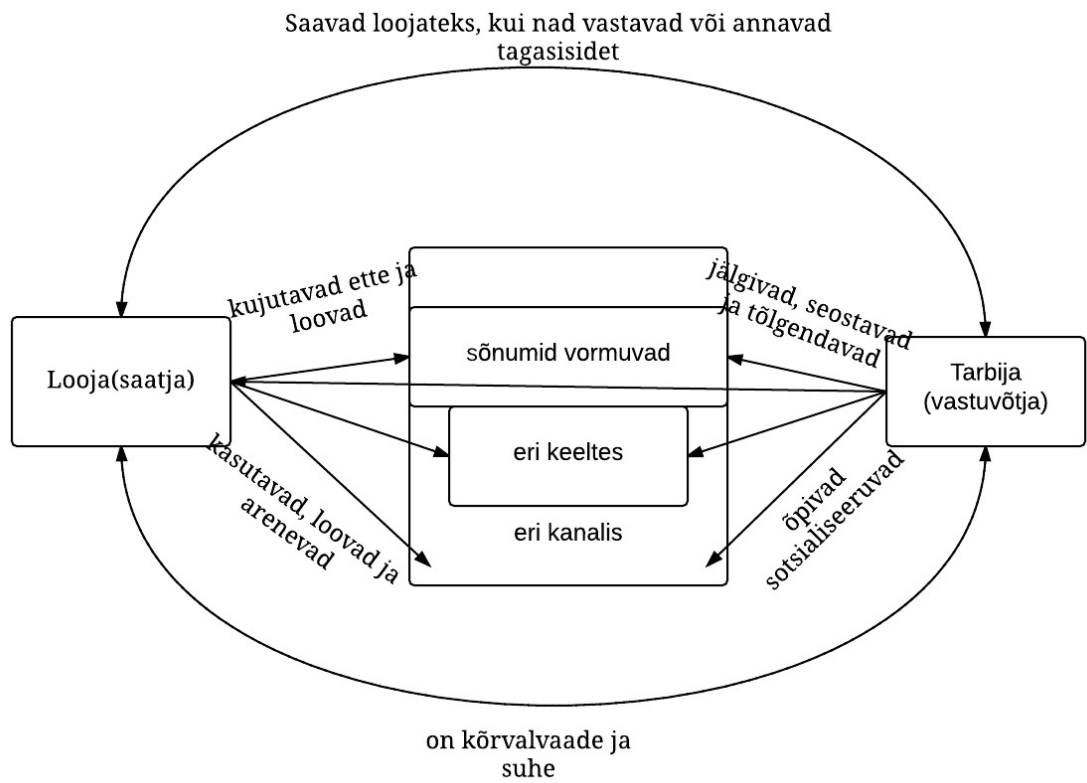 Saavad loojateks, kui nad vastavad või annavad
tagasisidet
kujutavad ette ja
loovad
jälgivad, seostavad
ja tõlgendavad
Looja(saatja)
sõnumid vormuvad
Tarbija
(vastuvõtja)
eri keeltes
eri kanalis
kasutavad, loovad ja
arenevad
õpivad
sotsialiseeruvad
on kõrvalvaade ja
suhe